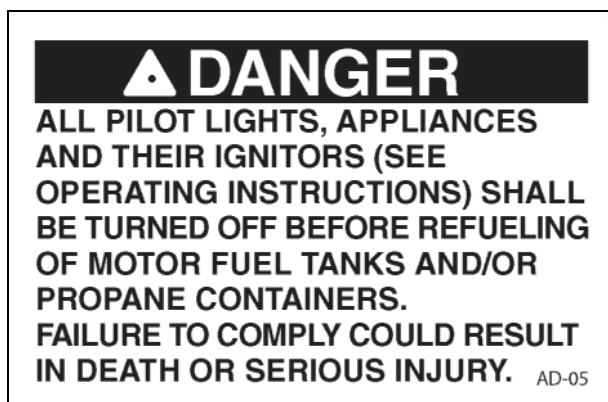 DANGER
ALL PILOT LIGHTS, APPLIANCES
AND THEIR IGNITORS (SEE
OPERATING INSTRUCTIONS) SHALL
BE TURNED OFF BEFORE REFUELING
OF MOTOR FUEL TANKS AND/OR
PROPANE CONTAINERS.
FAILURE TO COMPLY COULD RESULT
IN DEATH OR SERIOUS INJURY. AD-05